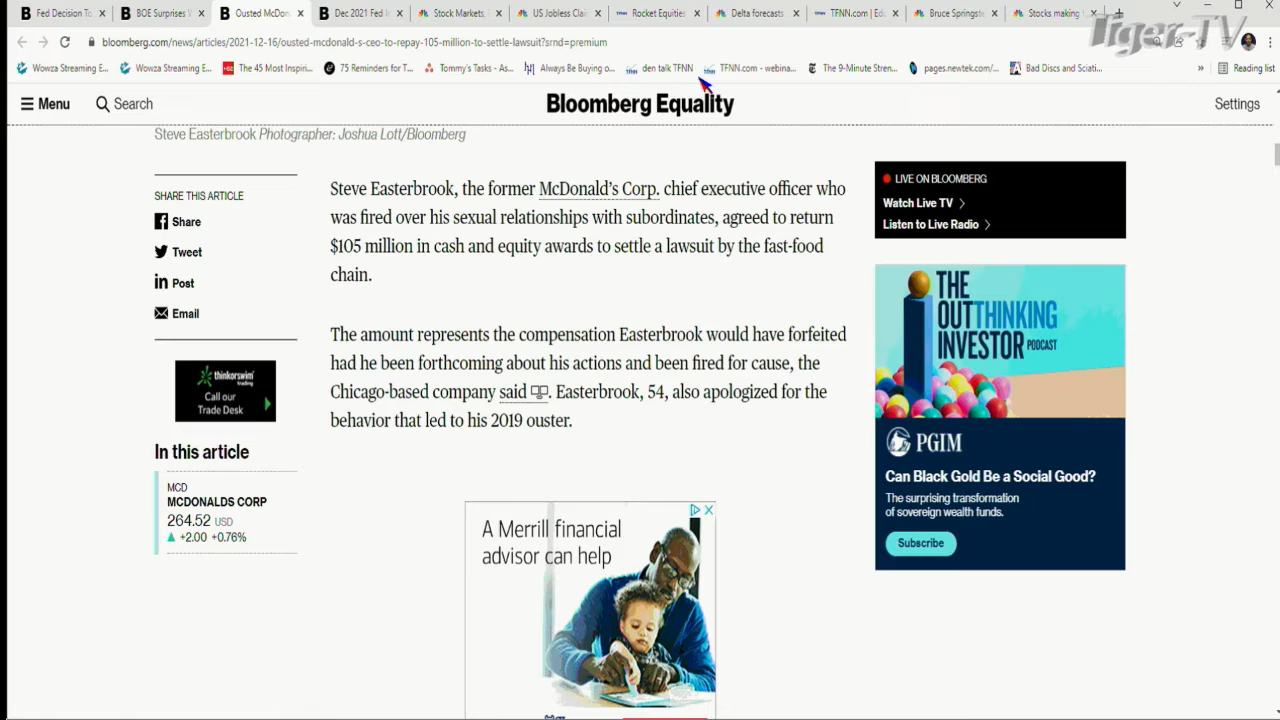 Fed Decision To
BOE Surprises
Ousted McDon
Dec 2021 Fed
Stock Markets
US Jobless Clai
Rocket Equities
Delta forecasts
TFNN.com | Ed
Bruce Springste
Stocks making
Tiger-TV
bloomberg.com/news/articles/2021-12-16/ousted-mcdonald-s-ceo-to-repay-105-million-to-settle-lawsuit?srnd=premium
Wowza Streaming E...
Wowza Streaming E...
The 45 Most Inspiri...
75 Reminders for T...
Tommy's Tasks - As...
Always Be Buying o...
den talk TFNN
TFNN.com - webina...
The 9-Minute Stren...
pages.newtek.com/...
Bad Discs and Sciati...
»
Reading list
Menu
Search
Bloomberg Equality
Settings
Steve Easterbrook Photographer: Joshua Lott/Bloomberg
SHARE THIS ARTICLE
Share
Tweet
Post
Email
thinkorswim
trading
Call our
Trade Desk
In this article
MCD
MCDONALDS CORP
264.52 USD
▲ +2.00 +0.76%
Steve Easterbrook, the former McDonald's Corp. chief executive officer who
was fired over his sexual relationships with subordinates, agreed to return
$105 million in cash and equity awards to settle a lawsuit by the fast-food
chain.
The amount represents the compensation Easterbrook would have forfeited
had he been forthcoming about his actions and been fired for cause, the
Chicago-based company said. Easterbrook, 54, also apologized for the
behavior that led to his 2019 ouster.
A Merrill financial
advisor can help
LIVE ON BLOOMBERG
Watch Live TV >
Listen to Live Radio >
THE
OUTTHINKING
INVESTOR PODCAST
PGIM
Can Black Gold Be a Social Good?
The surprising transformation
of sovereign wealth funds.
Subscribe